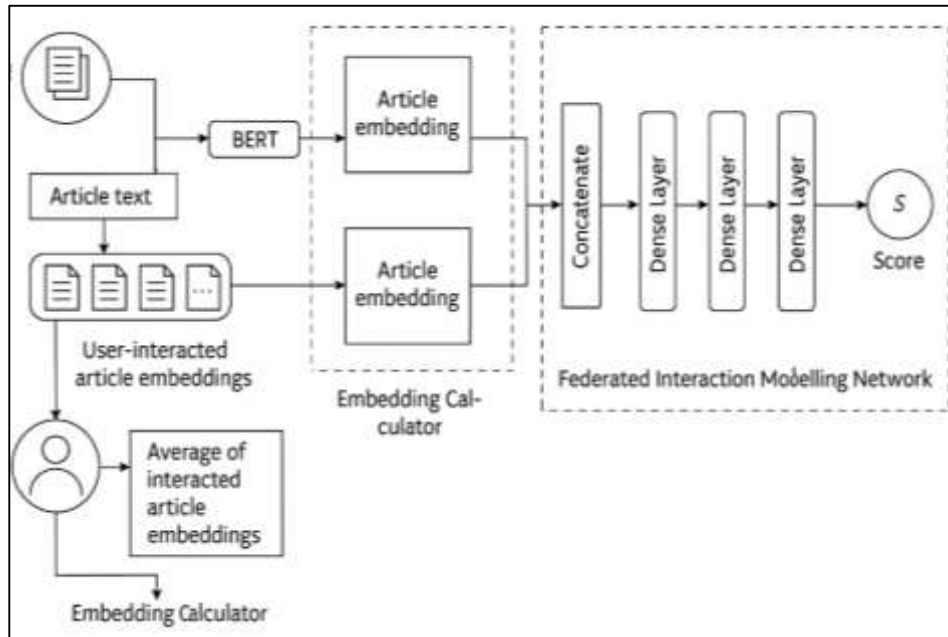 Article text
BERT
Article
embedding
Article
embedding
User-interacted
article embeddings
Average of
interacted
article
embeddings
Embedding Calculator
Embedding Cal-
culator
Concatenate
Dense Layer
Dense Layer
Dense Layer
S
Score
Federated Interaction Modelling Network